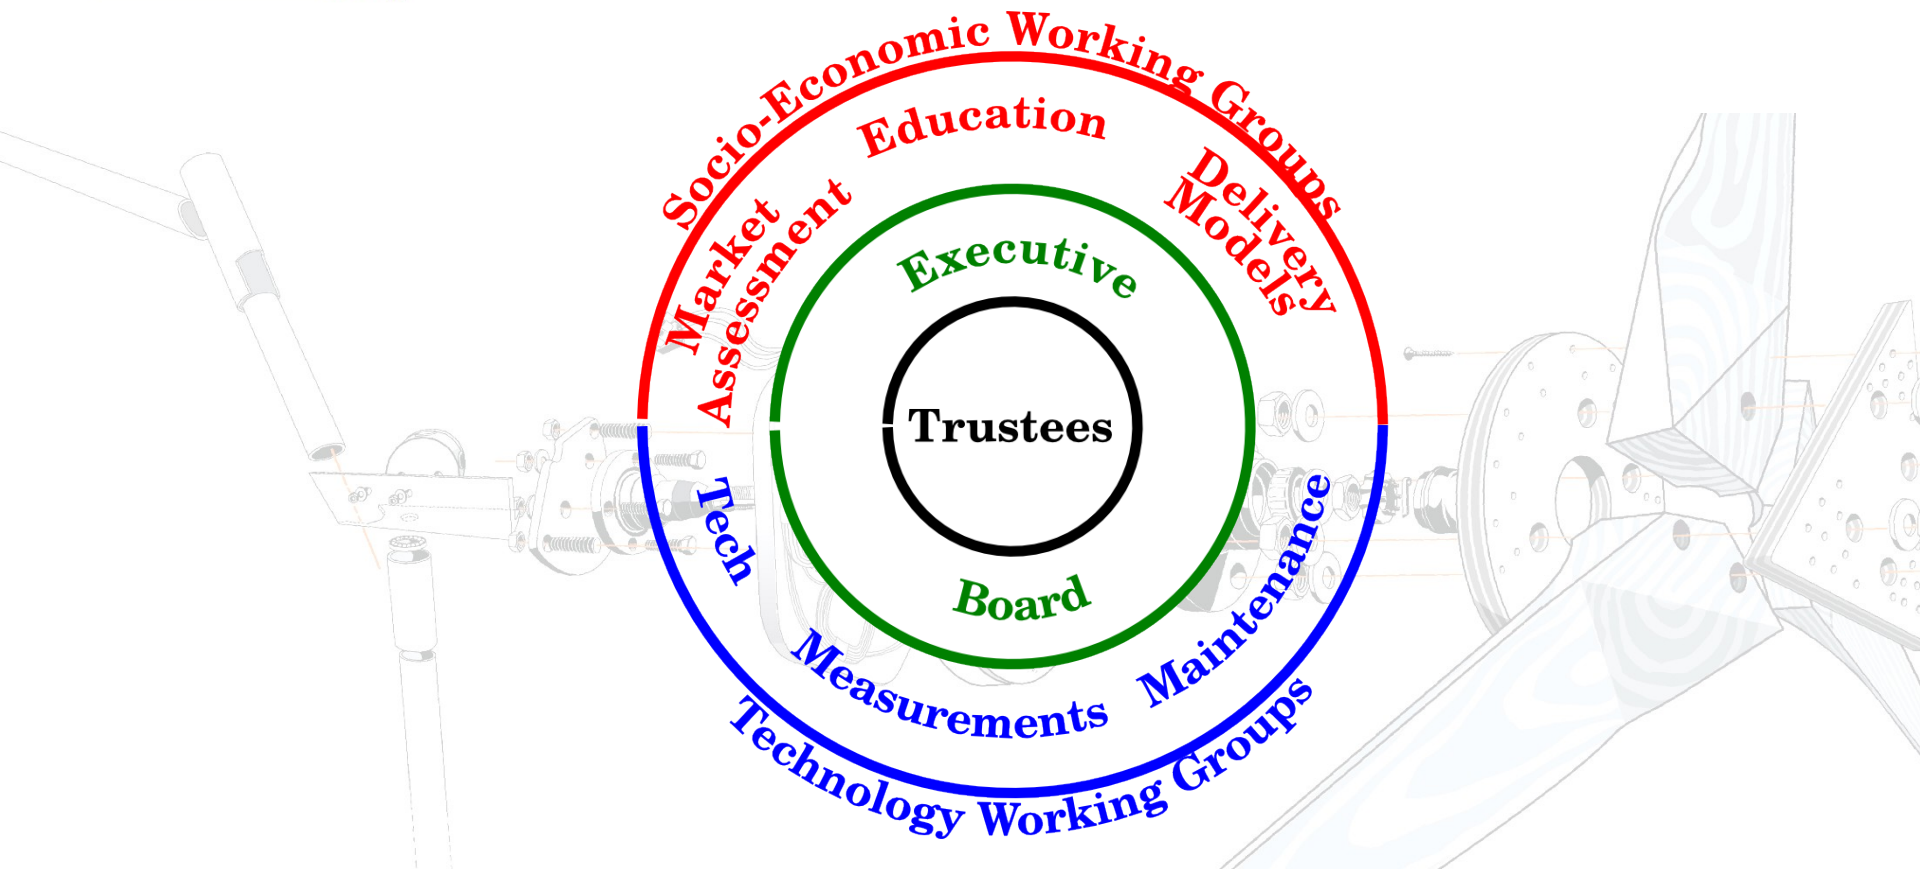 Socio-Economic Working Groups
Education
Market
Assessment
Delivery
Models
Executive
Trustees
Board
Tech
Measurements
Maintenance
Technology Working Groups